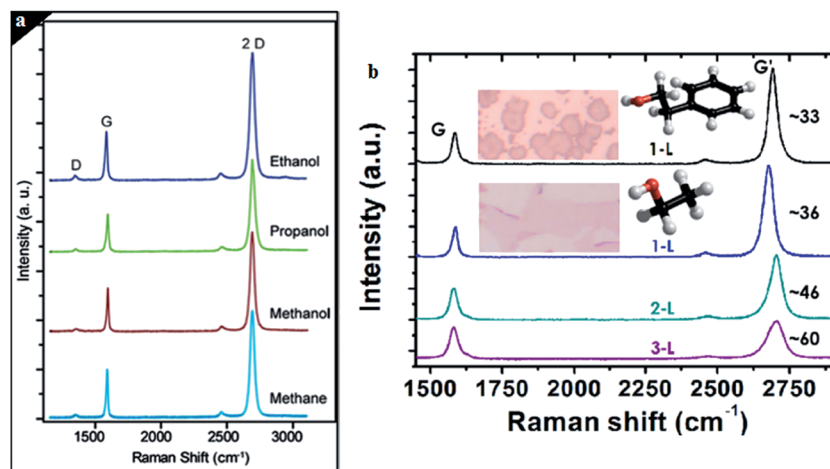 a
2 D
G
D
Ethanol
Propanol
Methanol
Methane
Intensity (a. u.)
1500 2000 2500 3000
Raman Shift (cm-1)
b
G
G'
1-L
~33
1-L
~36
2-L
~46
3-L
~60
Intensity (a.u.)
1500 1750 2000 2250 2500 2750
Raman shift (cm-1)